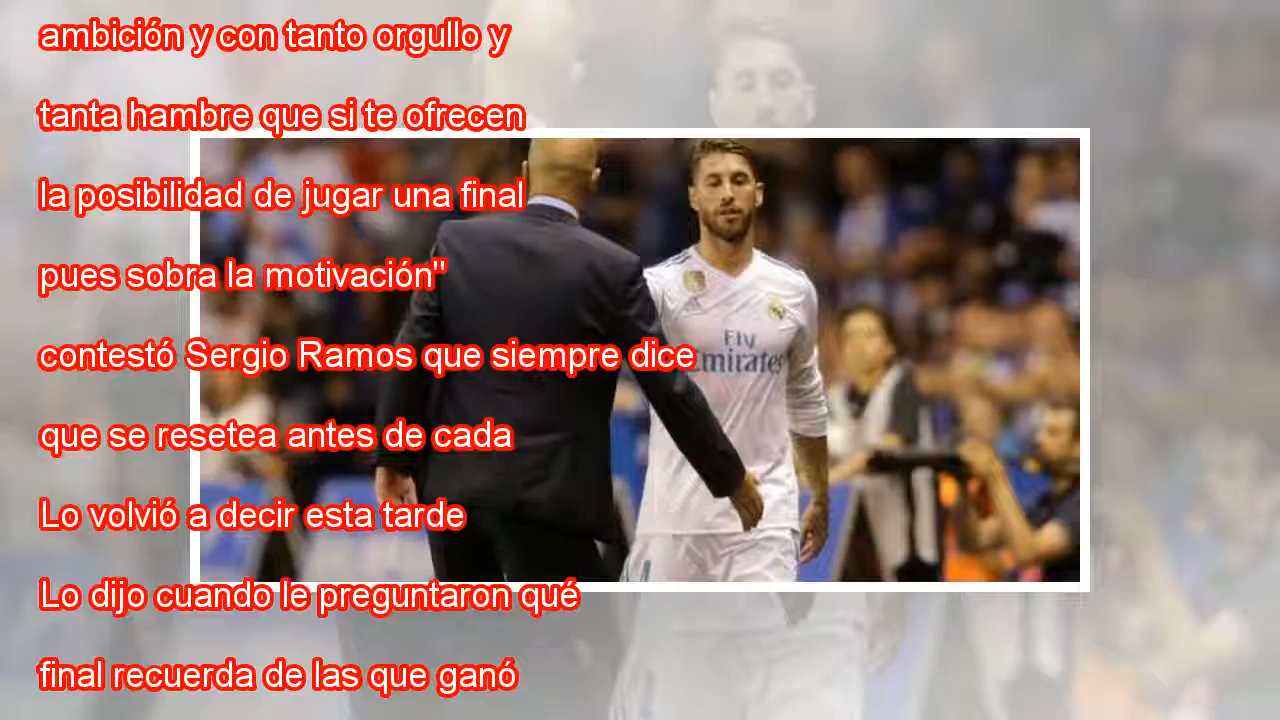 ambición y con tanto orgullo y
tanta hambre que si te ofrecen
la posibilidad de jugar una final
pues sobra la motivación"
contestó Sergio Ramos que siempre dice
que se resetea antes de cada
Lo volvió a decir esta tarde
Lo dijo cuando le preguntaron qué
final recuerda de las que ganó
Fly
Emirates